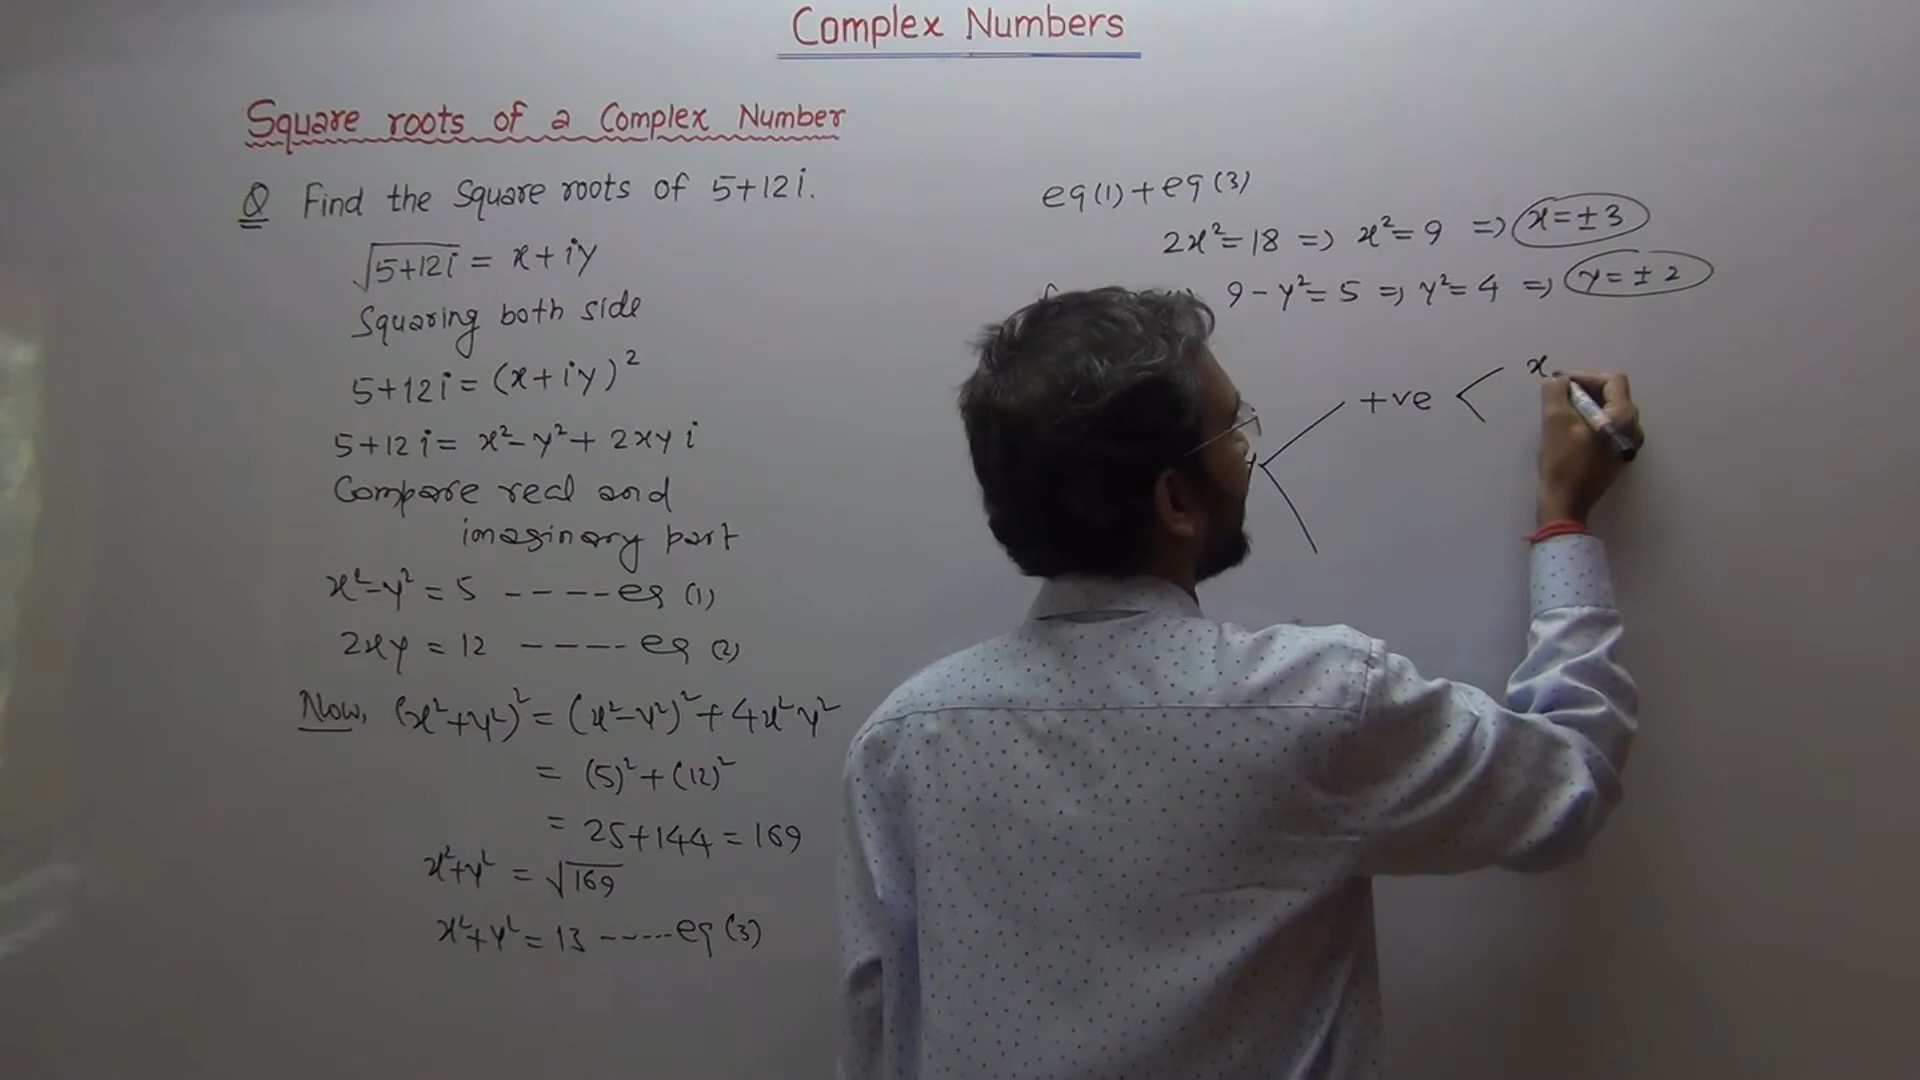 Complex Numbers
Square roots of a Complex Number
Q Find the Square roots of 5+12i.
√5+12i = x+iy
Squaring both side
5+12i = (x+iy)²
5+12i = x²-y²+2xyi
Compare real and
imaginary part
x²-y² = 5 ----- eq (1)
2xy = 12 ----- eq (2)
Now, (x²+y²)² = (x²-y²)²+4x²y²
= (5)²+(12)²
= 25+144 = 169
x²+y² = √169
x²+y² = 13 ------ eq (3)
eq(1)+eq(3)
2x²=18 => x²=9 => x=±3
9-y²=5 => y²=4 => y=±2
+ve < x